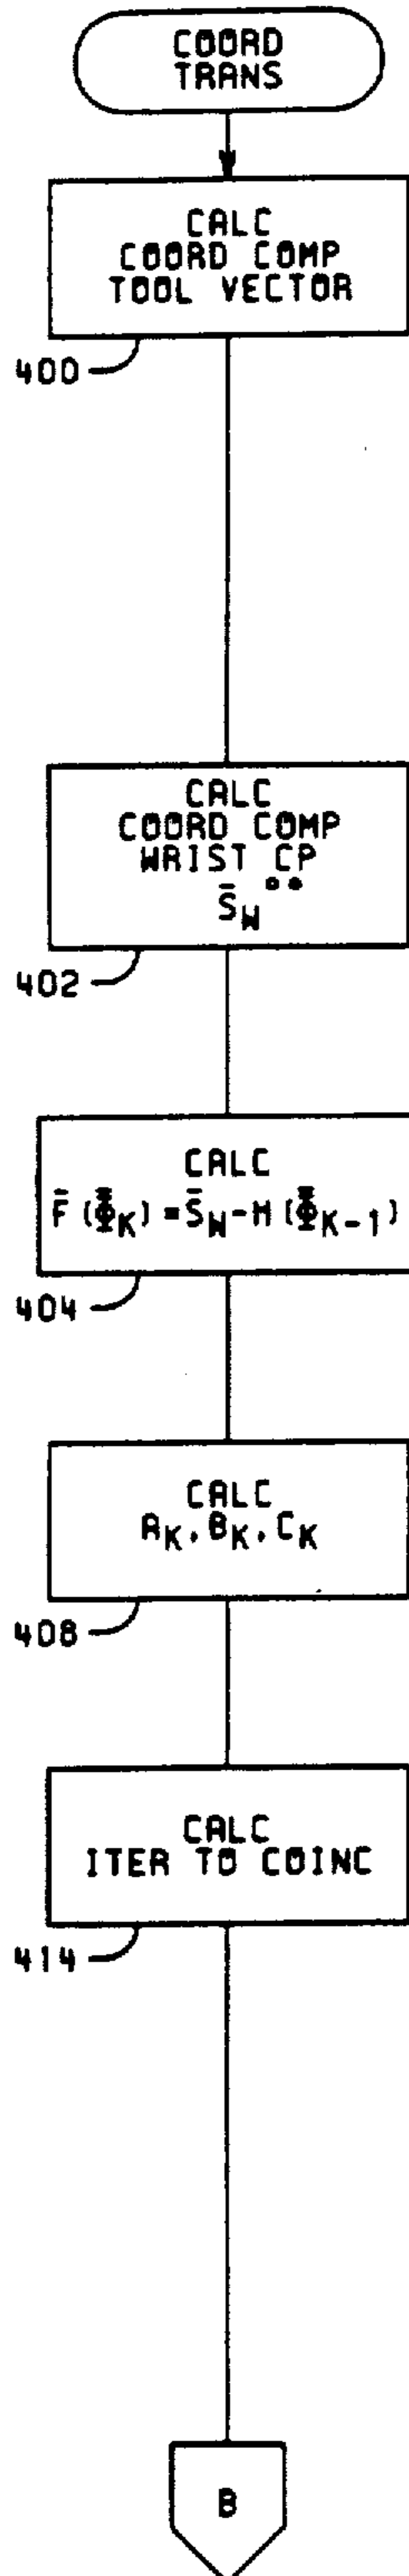 COORD
TRANS
CALC
COORD COMP
TOOL VECTOR
400
CALC
COORD COMP
WRIST CP
S̄W°°
402
CALC
F̄(Φ̄K)=S̄W-M(Φ̄K-1)
404
CALC
AK,BK,CK
408
CALC
ITER TO COINC
414
B